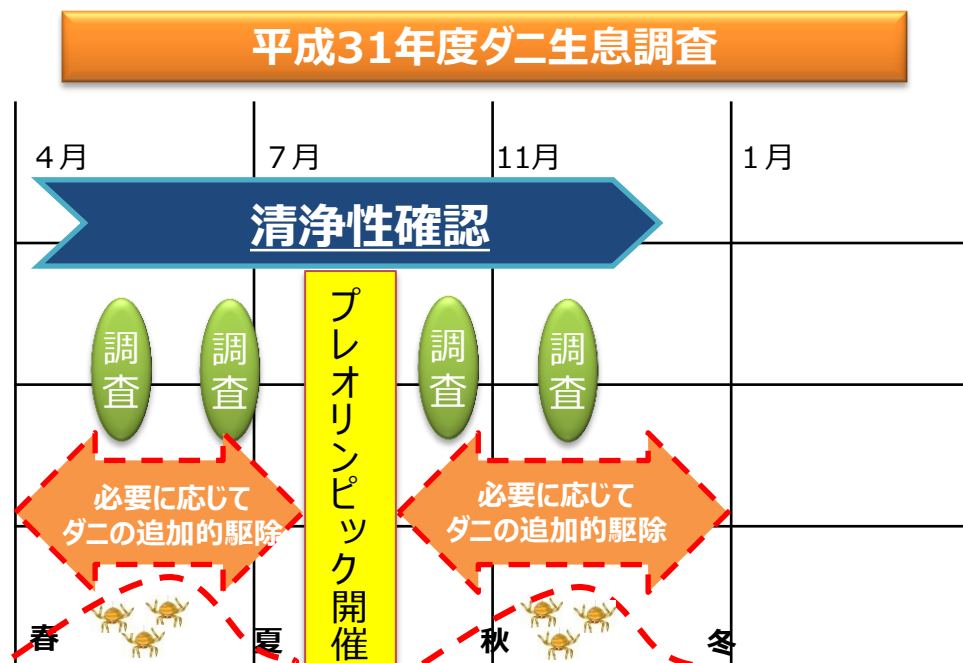 平成31年度ダニ生息調査
４月
７月
11月
１月
清浄性確認
調査
調査
プレオリンピック開催
調査
調査
必要に応じて
ダニの追加的駆除
必要に応じて
ダニの追加的駆除
春
夏
秋
冬